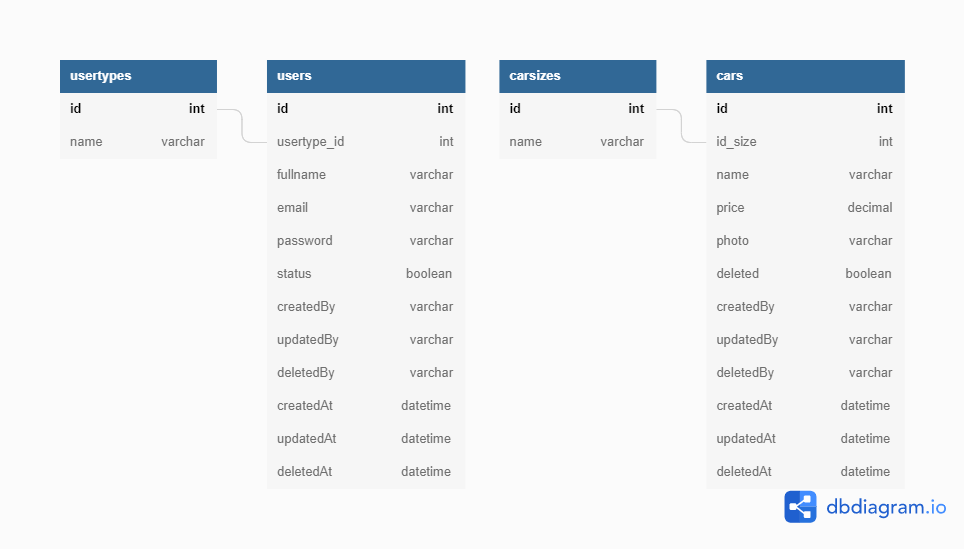 usertypes
id int
name varchar
users
id int
usertype_id int
fullname varchar
email varchar
password varchar
status boolean
createdBy varchar
updatedBy varchar
deletedBy varchar
createdAt datetime
updatedAt datetime
deletedAt datetime
carsizes
id int
name varchar
cars
id int
id_size int
name varchar
price decimal
photo varchar
deleted boolean
createdBy varchar
updatedBy varchar
deletedBy varchar
createdAt datetime
updatedAt datetime
deletedAt datetime
dbdiagram.io